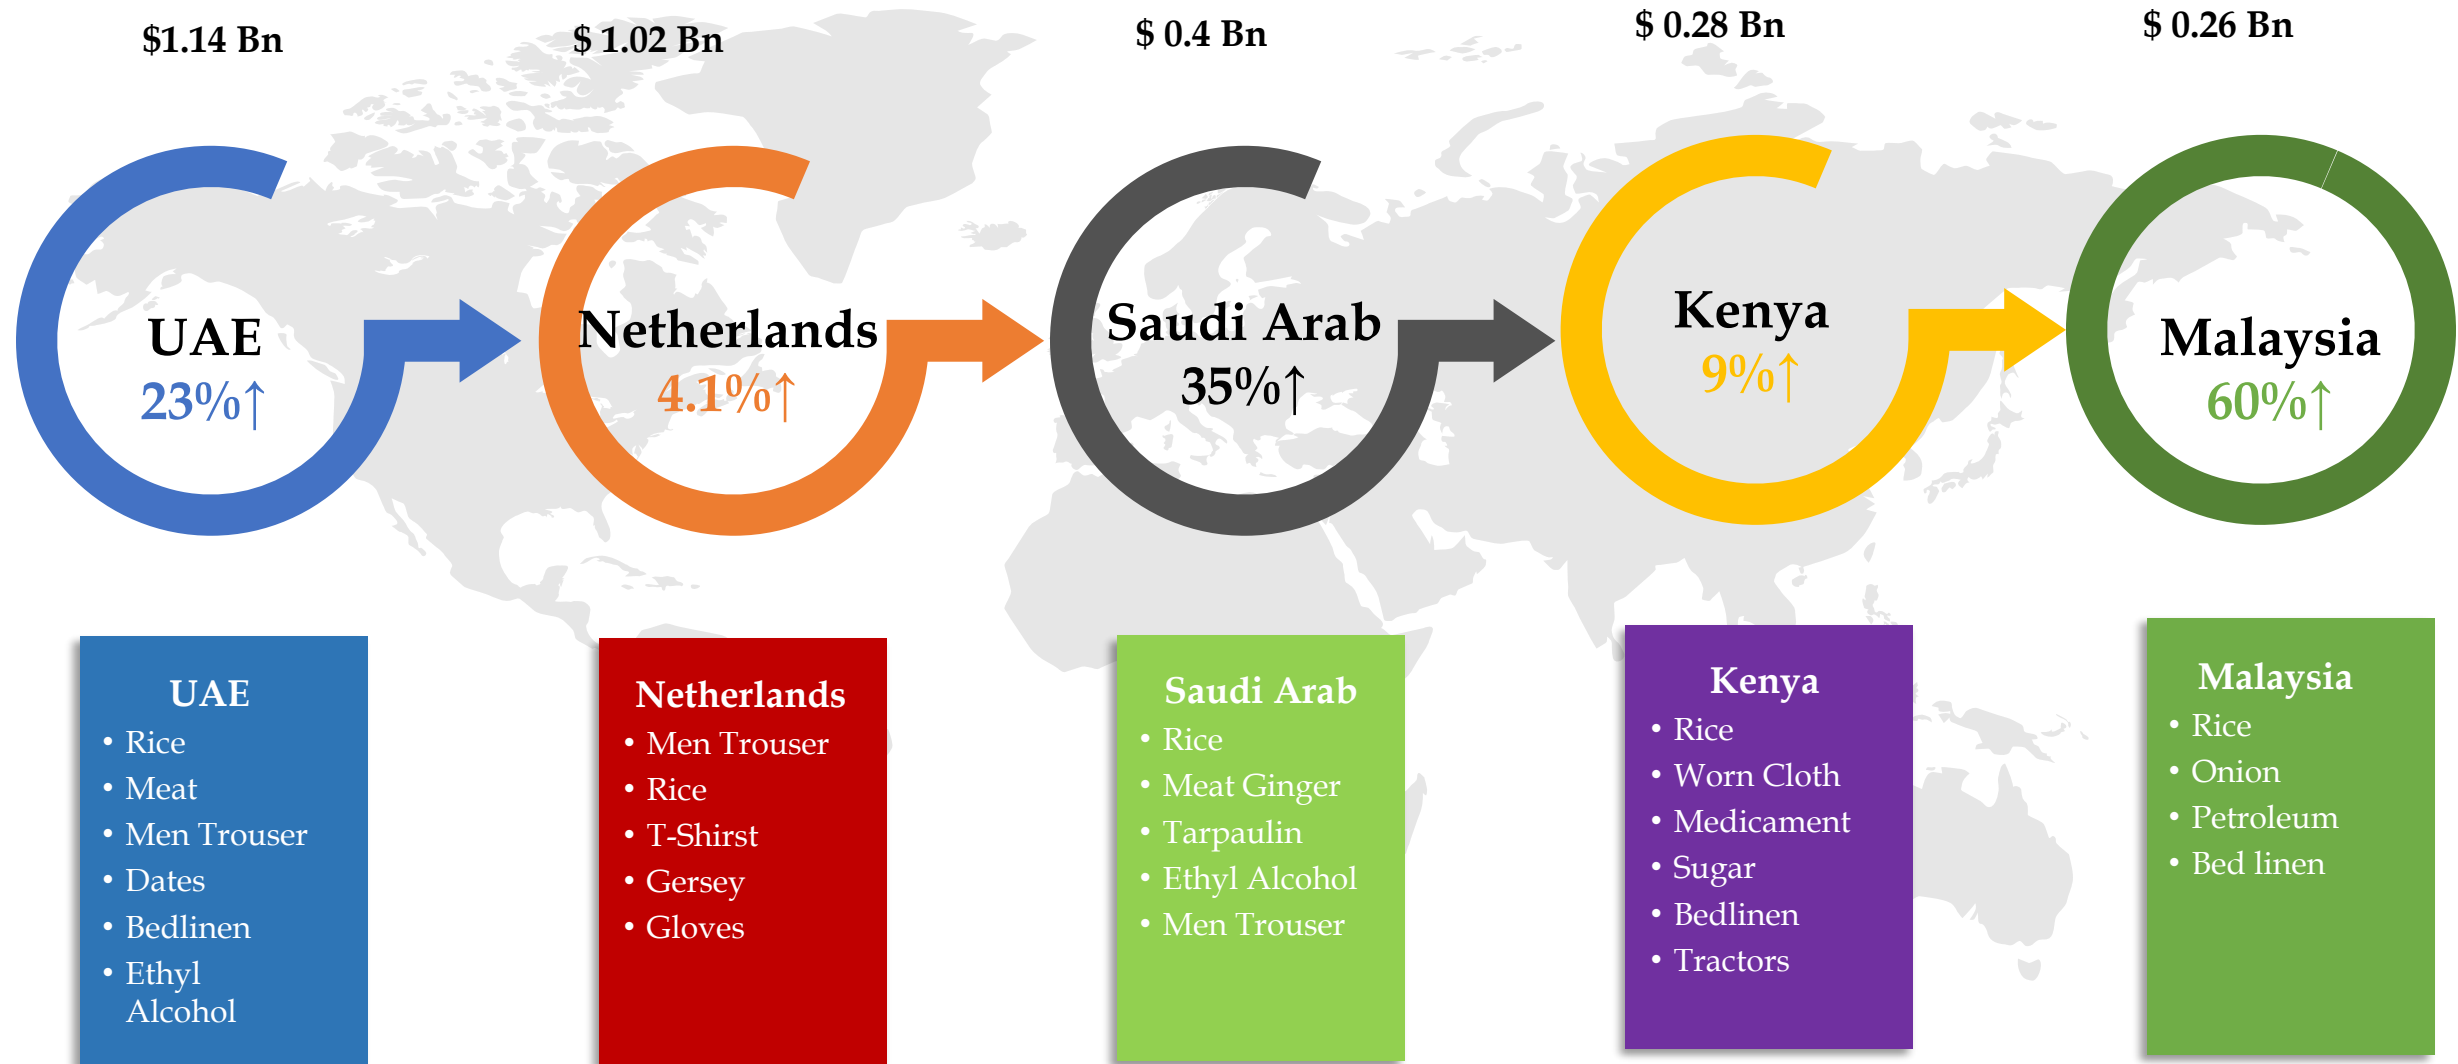 $1.14 Bn
$ 1.02 Bn
$ 0.4 Bn
$ 0.28 Bn
$ 0.26 Bn
UAE
23%↑
Netherlands
4.1%↑
Saudi Arab
35%↑
Kenya
9%↑
Malaysia
60%↑
UAE
• Rice
• Meat
• Men Trouser
• Dates
• Bedlinen
• Ethyl
Alcohol
Netherlands
• Men Trouser
• Rice
• T-Shirst
• Gersey
• Gloves
Saudi Arab
• Rice
• Meat Ginger
• Tarpaulin
• Ethyl Alcohol
• Men Trouser
Kenya
• Rice
• Worn Cloth
• Medicament
• Sugar
• Bedlinen
• Tractors
Malaysia
• Rice
• Onion
• Petroleum
• Bed linen